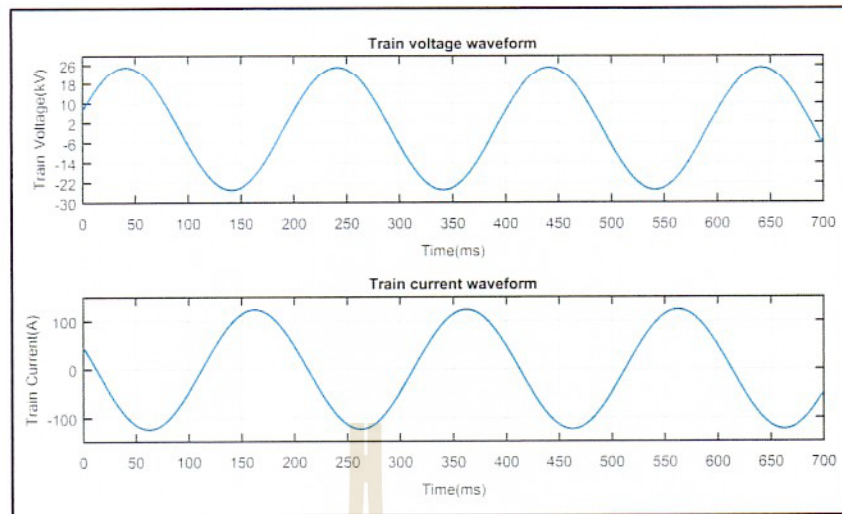 Train voltage waveform
Train Voltage(kV)
26
18
10
2
-6
-14
-22
-30
0 50 100 150 200 250 300 350 400 450 500 550 600 650 700
Time(ms)
Train current waveform
Train Current(A)
100
0
-100
0 50 100 150 200 250 300 350 400 450 500 550 600 650 700
Time(ms)